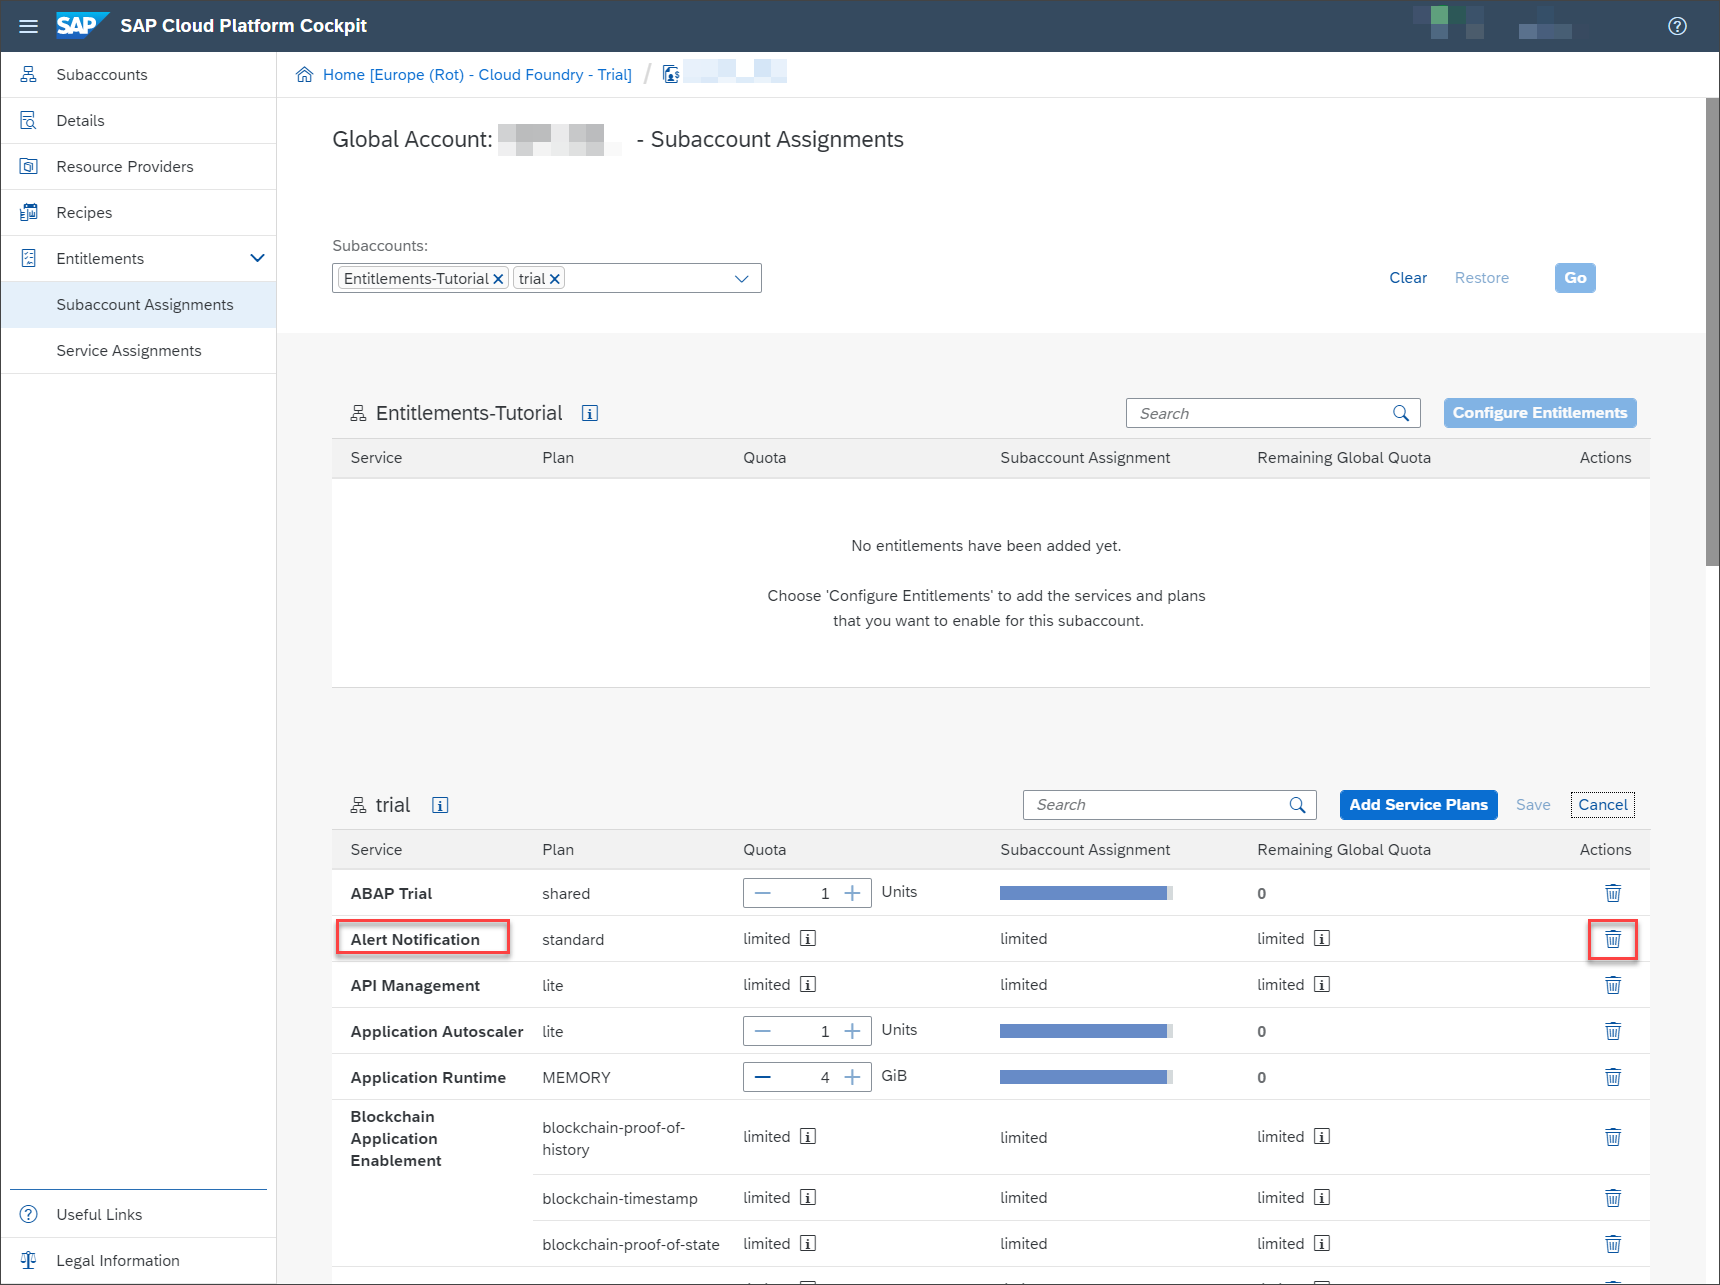 SAP SAP Cloud Platform Cockpit
Subaccounts
Details
Resource Providers
Recipes
Entitlements
Subaccount Assignments
Service Assignments
Useful Links
Legal Information
Home [Europe (Rot) - Cloud Foundry - Trial] /
Global Account: - Subaccount Assignments
Subaccounts:
Entitlements-Tutorial trial Clear Restore Go
Entitlements-Tutorial Search Configure Entitlements
Service Plan Quota Subaccount Assignment Remaining Global Quota Actions
No entitlements have been added yet.
Choose 'Configure Entitlements' to add the services and plans
that you want to enable for this subaccount.
trial Search Add Service Plans Save Cancel
Service Plan Quota Subaccount Assignment Remaining Global Quota Actions
ABAP Trial shared 1 Units 0
Alert Notification standard limited limited limited
API Management lite limited limited limited
Application Autoscaler lite 1 Units 0
Application Runtime MEMORY 4 GiB 0
Blockchain
Application
Enablement
blockchain-proof-of-
history limited limited limited
blockchain-timestamp limited limited limited
blockchain-proof-of-state limited limited limited